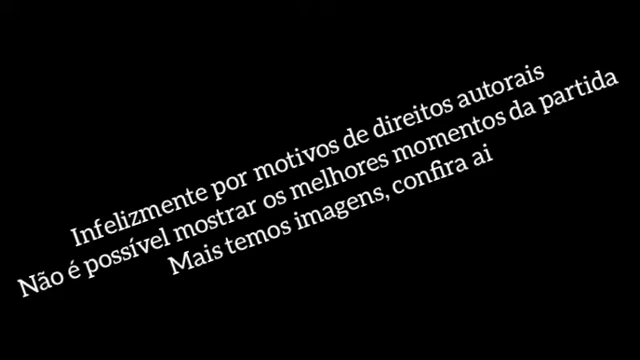 Infelizmente por motivos de direitos autorais
Não é possível mostrar os melhores momentos da partida
Mais temos imagens, confira ai